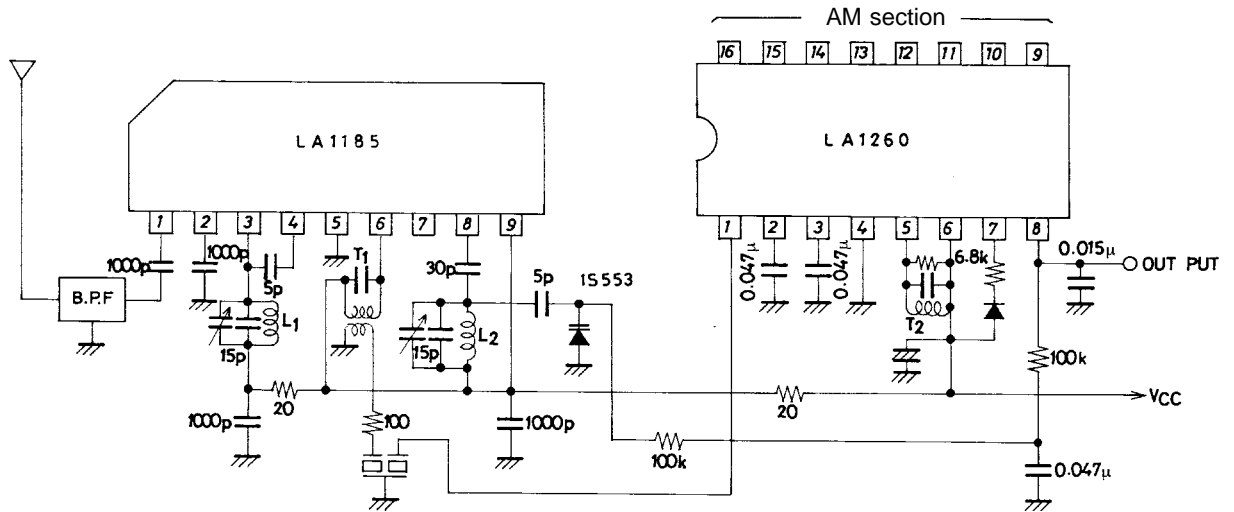 AM section
16 15 14 13 12 11 10 9
LA1185
LA1260
1 2 3 4 5 6 7 8 9
1 2 3 4 5 6 7 8
1000p
1000p
5p
T1
30p
5p
1S553
0.047μ
0.047μ
6.8k
0.015μ
OUT PUT
B.P.F
L1
15p
15p
L2
T2
100k
20
20
VCC
1000p
100
1000p
100k
0.047μ